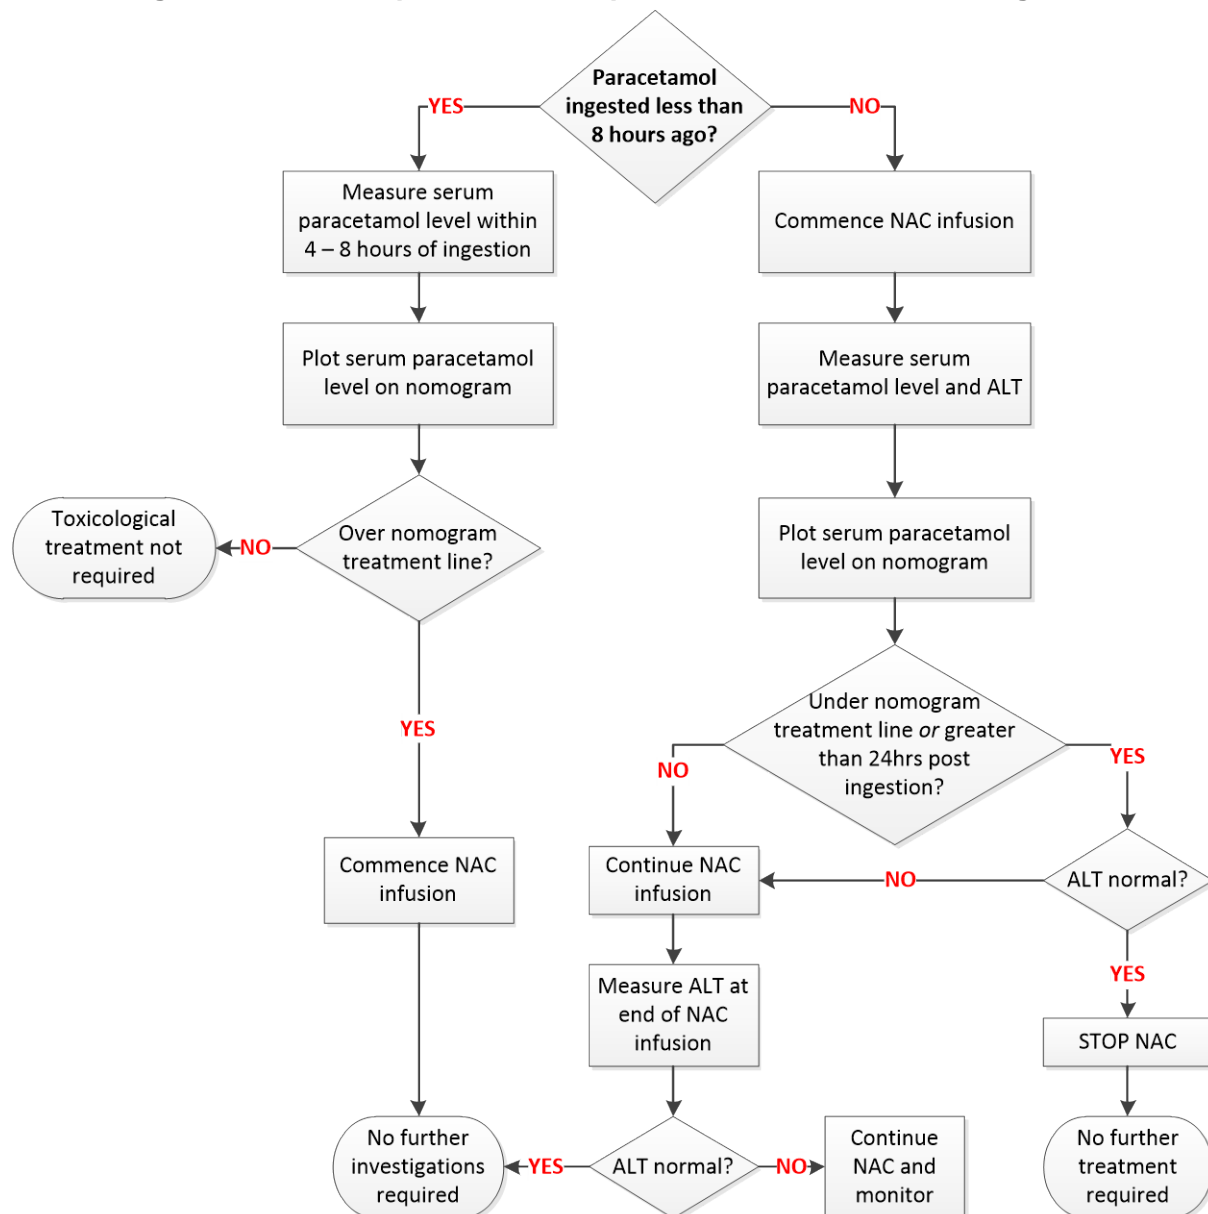 Paracetamol
ingested less than
8 hours ago?
YES
NO
Measure serum
paracetamol level within
4 – 8 hours of ingestion
Commence NAC infusion
Plot serum paracetamol
level on nomogram
Measure serum
paracetamol level and ALT
Over nomogram
treatment line?
NO
Toxicological
treatment not
required
Plot serum paracetamol
level on nomogram
YES
Under nomogram
treatment line or greater
than 24hrs post
ingestion?
NO
YES
Commence NAC
infusion
Continue NAC
infusion
NO
ALT normal?
YES
Measure ALT at
end of NAC
infusion
STOP NAC
No further
investigations
required
YES
ALT normal?
NO
Continue
NAC and
monitor
No further
treatment
required